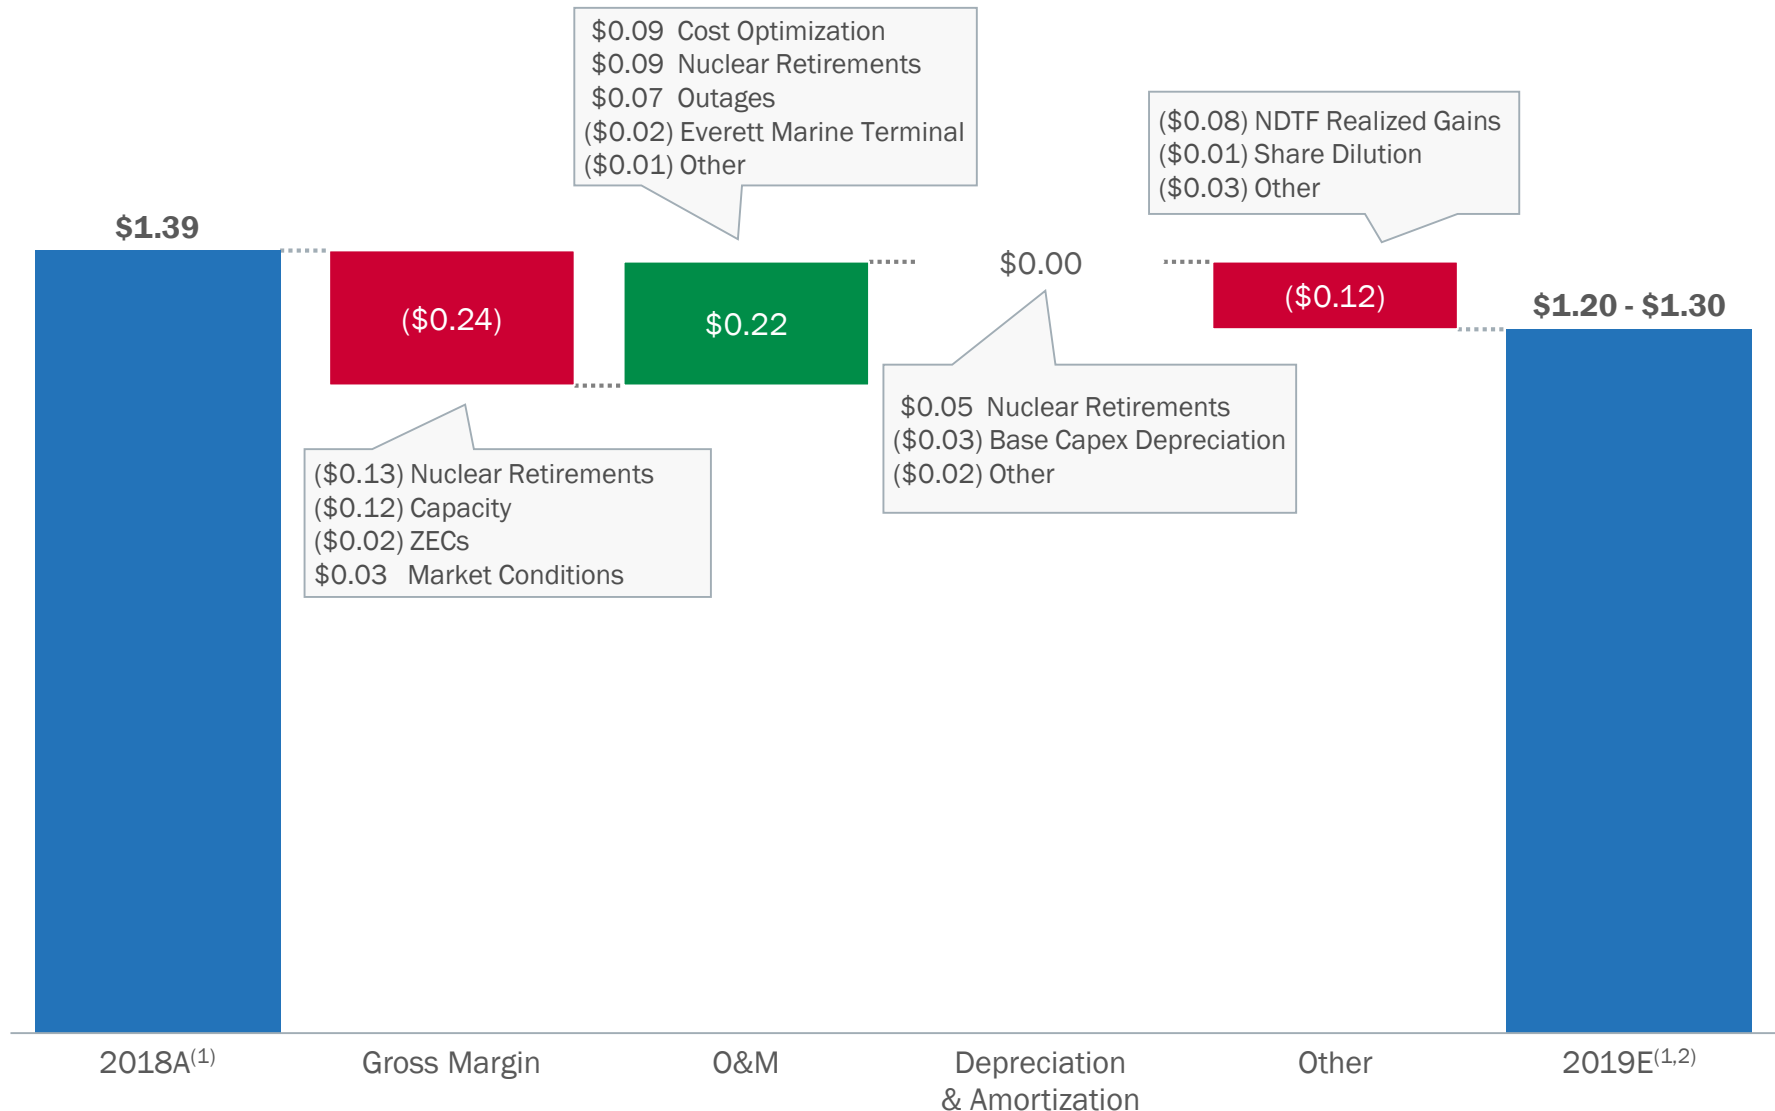 $0.09 Cost Optimization
$0.09 Nuclear Retirements
$0.07 Outages
($0.02) Everett Marine Terminal
($0.01) Other
($0.08) NDTF Realized Gains
($0.01) Share Dilution
($0.03) Other
$1.39
($0.24)
$0.22
$0.00
($0.12)
$1.20 - $1.30
($0.13) Nuclear Retirements
($0.12) Capacity
($0.02) ZECs
$0.03 Market Conditions
$0.05 Nuclear Retirements
($0.03) Base Capex Depreciation
($0.02) Other
2018A(1)
Gross Margin
O&M
Depreciation
& Amortization
Other
2019E(1,2)